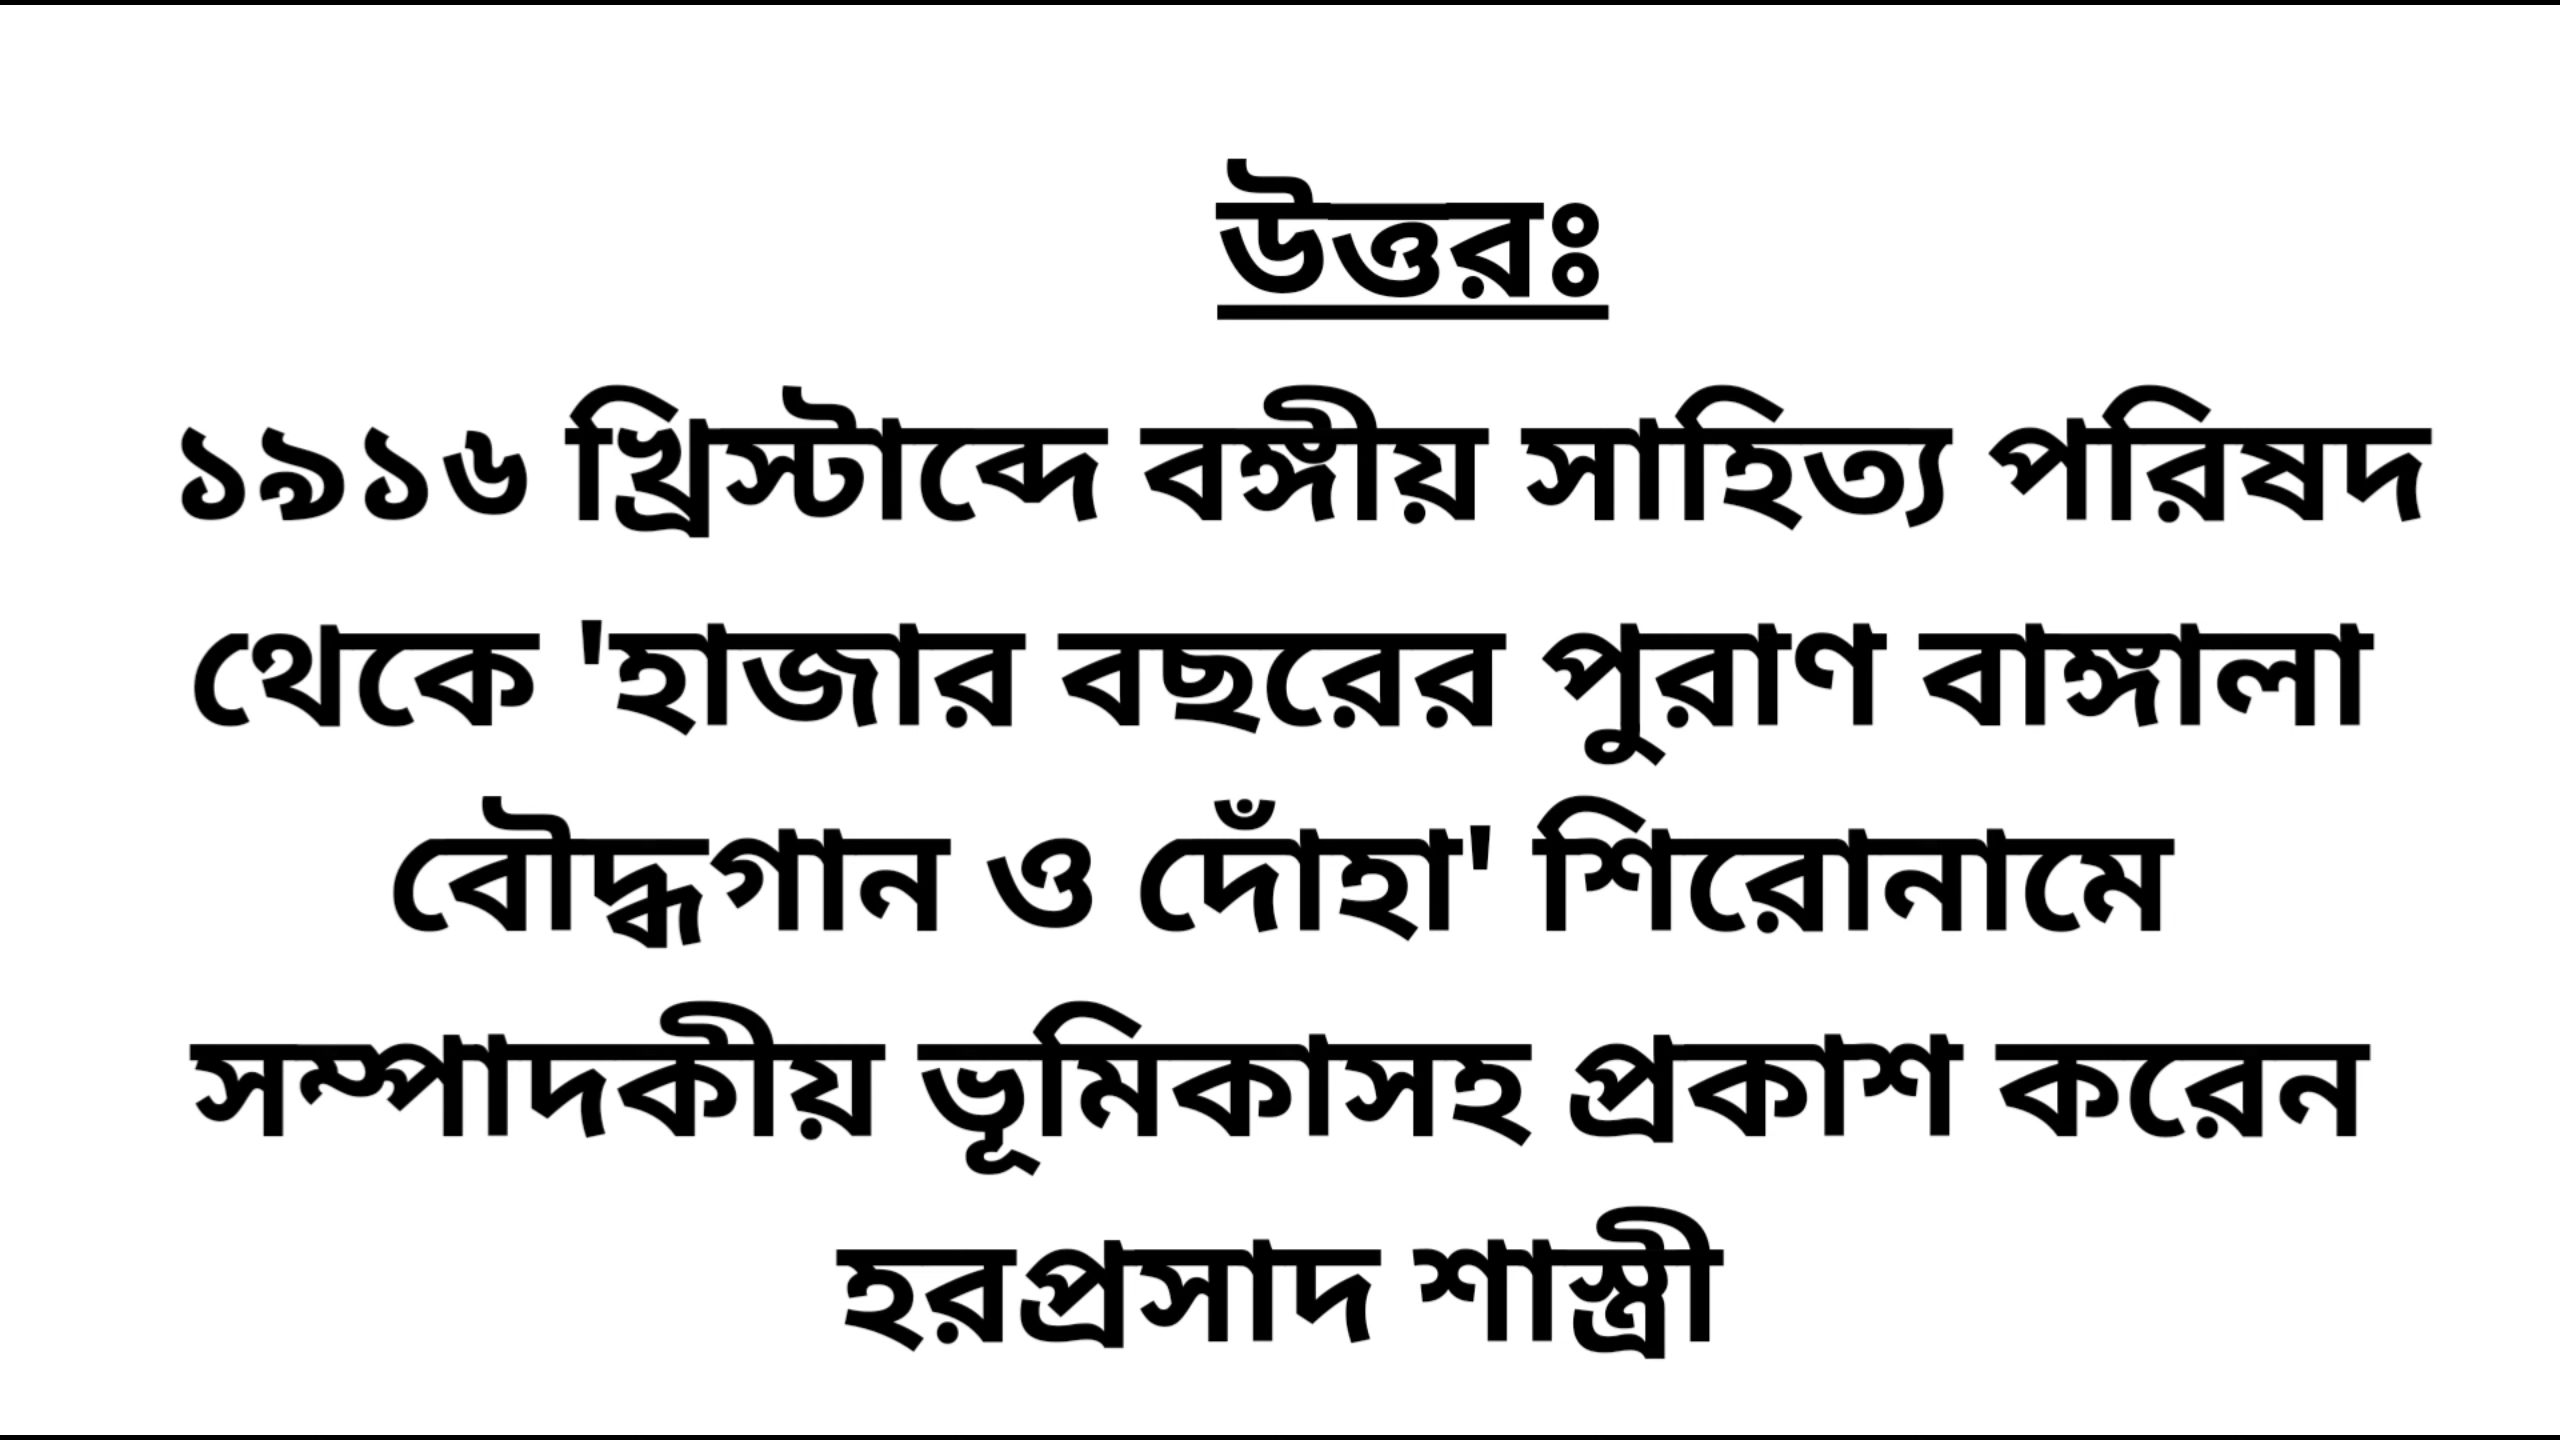 উত্তরঃ
১৯১৬ খ্রিস্টাব্দে বঙ্গীয় সাহিত্য পরিষদ
থেকে 'হাজার বছরের পুরাণ বাঙ্গালা
বৌদ্ধগান ও দোঁহা' শিরোনামে
সম্পাদকীয় ভূমিকাসহ প্রকাশ করেন
হরপ্রসাদ শাস্ত্রী